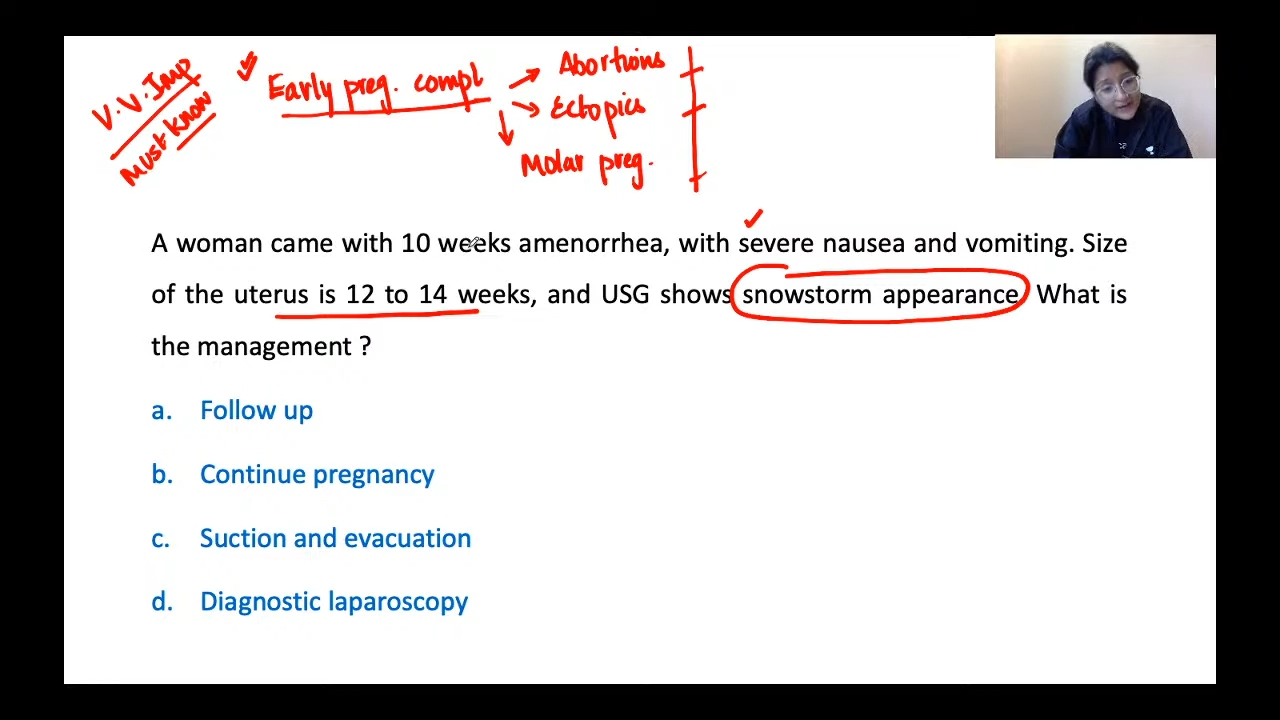 V.V.Imp
Must Know
Early preg. compl
Abortions
Ectopics
Molar preg.
A woman came with 10 weeks amenorrhea, with severe nausea and vomiting. Size
of the uterus is 12 to 14 weeks, and USG shows snowstorm appearance. What is
the management ?
a. Follow up
b. Continue pregnancy
c. Suction and evacuation
d. Diagnostic laparoscopy